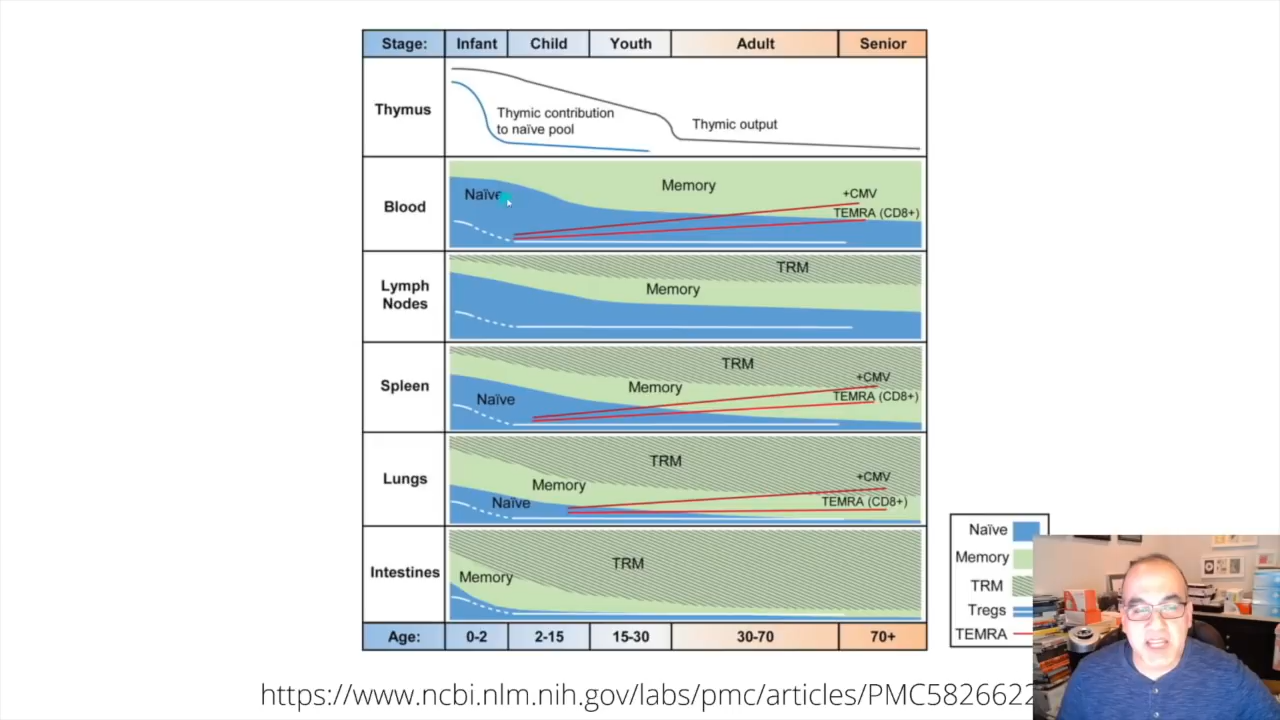 Stage: Infant Child Youth Adult Senior
Thymus
Thymic contribution
to naïve pool
Thymic output
Blood
Naïve
Memory
+CMV
TEMRA (CD8+)
Lymph
Nodes
TRM
Memory
Spleen
TRM
Naïve
Memory
+CMV
TEMRA (CD8+)
Lungs
TRM
Memory
Naïve
+CMV
TEMRA (CD8+)
Intestines
TRM
Memory
Age: 0-2 2-15 15-30 30-70 70+
Naïve
Memory
TRM
Tregs
TEMRA
https://www.ncbi.nlm.nih.gov/labs/pmc/articles/PMC5826622